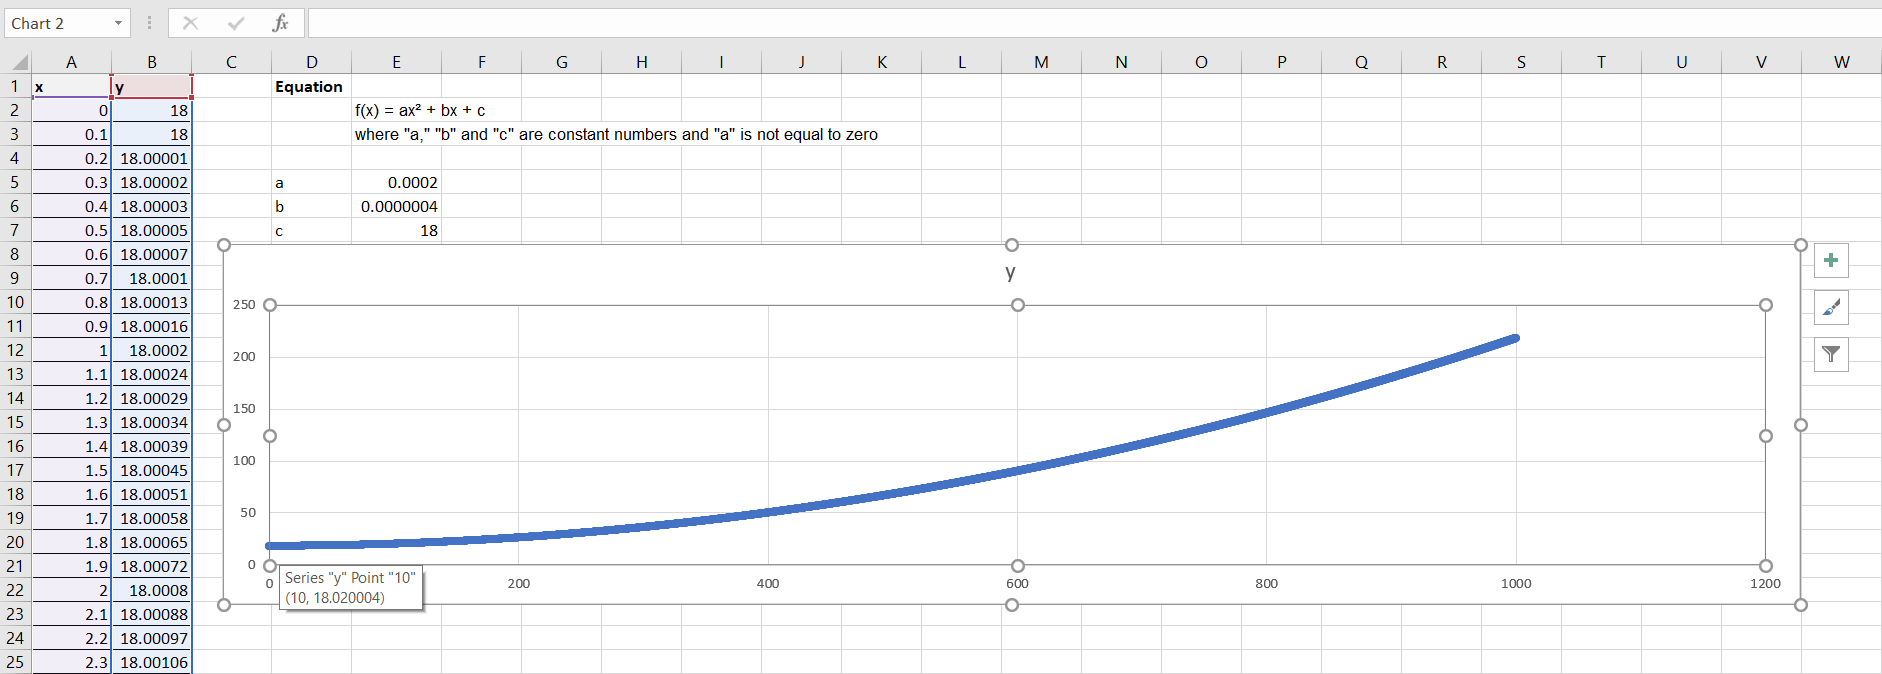 Chart 2 fx
A B C D E F G H I J K L M N O P Q R S T U V W
1 x y Equation
2 0 18 f(x) = ax² + bx + c
3 0.1 18 where "a," "b" and "c" are constant numbers and "a" is not equal to zero
4 0.2 18.00001
5 0.3 18.00002 a 0.0002
6 0.4 18.00003 b 0.0000004
7 0.5 18.00005 c 18
8 0.6 18.00007
9 0.7 18.0001
10 0.8 18.00013
11 0.9 18.00016
12 1 18.0002
13 1.1 18.00024
14 1.2 18.00029
15 1.3 18.00034
16 1.4 18.00039
17 1.5 18.00045
18 1.6 18.00051
19 1.7 18.00058
20 1.8 18.00065
21 1.9 18.00072
22 2 18.0008
23 2.1 18.00088
24 2.2 18.00097
25 2.3 18.00106
y
250
200
150
100
50
0
0 200 400 600 800 1000 1200
Series "y" Point "10"
(10, 18.020004)